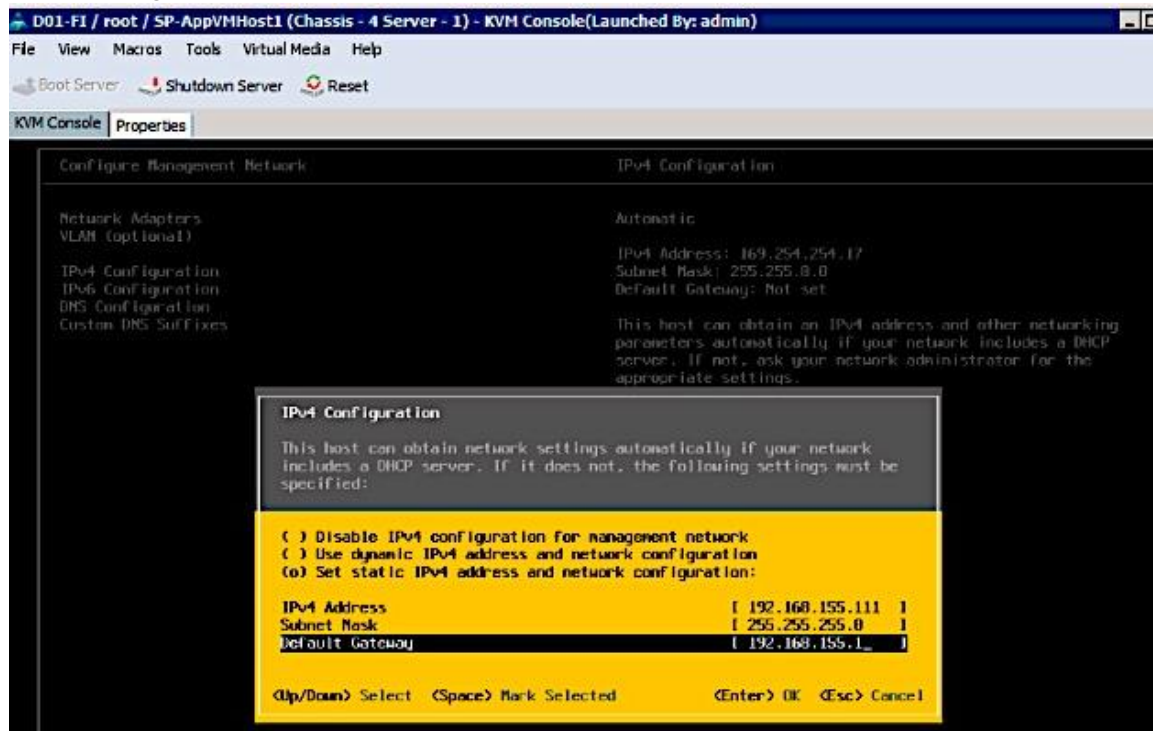 D01-FI / root / SP-AppVMHost1 (Chassis - 4 Server - 1) - KVM Console(Launched By: admin)
File View Macros Tools Virtual Media Help
Boot Server Shutdown Server Reset
KVM Console Properties
Configure Management Network IPv4 Configuration
Network Adapters Automatic
VLAN (optional)
IPv4 Address: 169.254.254.17
IPv4 Configuration Subnet Mask: 255.255.0.0
IPv6 Configuration Default Gateway: Not set
DNS Configuration
Custom DNS Suffixes This host can obtain an IPv4 address and other networking
parameters automatically if your network includes a DHCP
server. If not, ask your network administrator for the
appropriate settings.
IPv4 Configuration
This host can obtain network settings automatically if your network
includes a DHCP server. If it does not, the following settings must be
specified:
( ) Disable IPv4 configuration for management network
( ) Use dynamic IPv4 address and network configuration
(o) Set static IPv4 address and network configuration:
IPv4 Address [ 192.168.155.111 ]
Subnet Mask [ 255.255.255.0 ]
Default Gateway [ 192.168.155.1_ ]
<Up/Down> Select <Space> Mark Selected <Enter> OK <Esc> Cancel